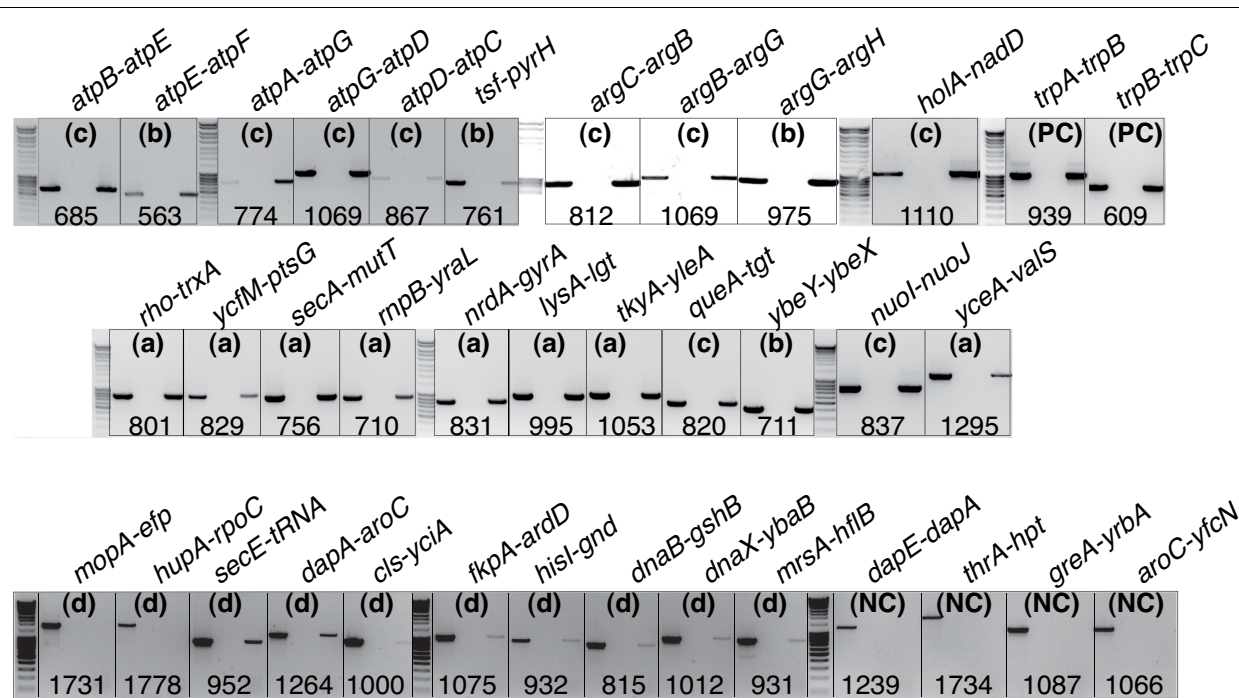 atpB-atpE atpE-atpF atpA-atpG atpG-atpD atpD-atpC tsf-pyrH argC-argB argB-argG argG-argH holA-nadD trpA-trpB trpB-trpC
(c) (b) (c) (c) (c) (b) (c) (c) (b) (c) (PC) (PC)
685 563 774 1069 867 761 812 1069 975 1110 939 609
rho-trxA ycfM-ptsG secA-mutT rnpB-yraL nrdA-gyrA lysA-lgt tkyA-yleA queA-tgt ybeY-ybeX nuoI-nuoJ yceA-valS
(a) (a) (a) (a) (a) (a) (a) (c) (b) (c) (a)
801 829 756 710 831 995 1053 820 711 837 1295
mopA-efp hupA-rpoC secE-tRNA dapA-aroC cls-yciA fkpA-ardD hisI-gnd dnaB-gshB dnaX-ybaB mrsA-hflB dapE-dapA thrA-hpt greA-yrbA aroC-yfcN
(d) (d) (d) (d) (d) (d) (d) (d) (d) (d) (NC) (NC) (NC) (NC)
1731 1778 952 1264 1000 1075 932 815 1012 931 1239 1734 1087 1066